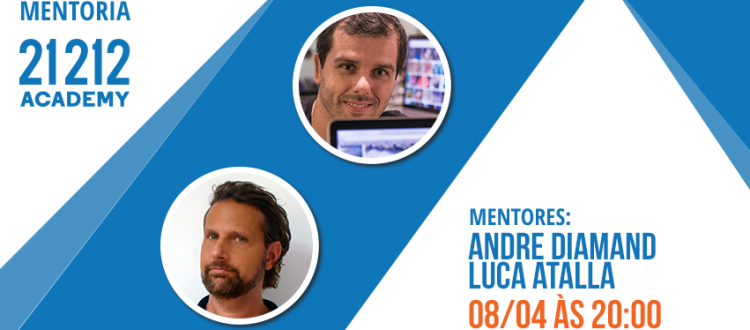 MENTORIA
21212
ACADEMY
MENTORES:
ANDRE DIAMAND
LUCA ATALLA
08/04 ÀS 20:00